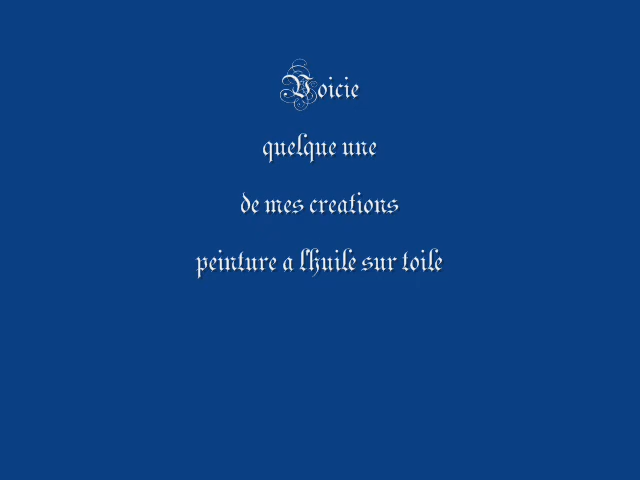 Voicie
quelque une
de mes creations
peinture a l'huile sur toile